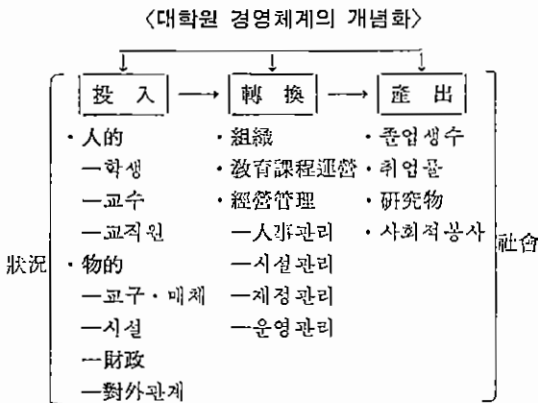 〈대학원 경영체계의 개념화〉
投 入 → 轉 換 → 產 出
・人的 ・組織 ・졸업생수
―학생 ・敎育課程運營 ・취업률
―교수 ・經營管理 ・硏究物
―교직원 ―人事관리 ・사회적봉사
狀況 ・物的 ―시설관리 社會
―교구・매체 ―재정관리
―시설 ―운영관리
―財政
―對外관계